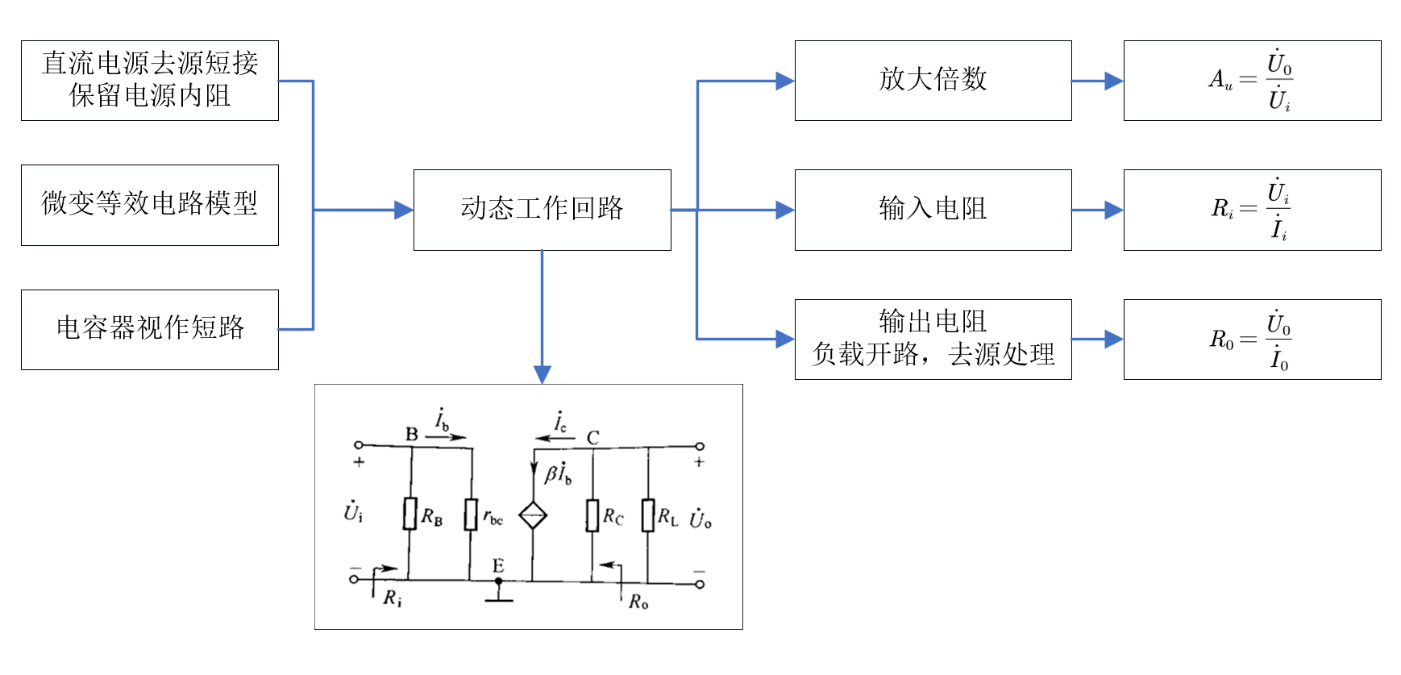 直流电源去源短接
保留电源内阻
微变等效电路模型
电容器视作短路
动态工作回路
放大倍数
输入电阻
输出电阻
负载开路，去源处理
A_u = U̇_0 / U̇_i
R_i = U̇_i / İ_i
R_0 = U̇_0 / İ_0
B İ_b
İ_c C
+ +
βİ_b
U̇_i R_B r_bc R_C R_L U̇_o
− E −
R_i R_o